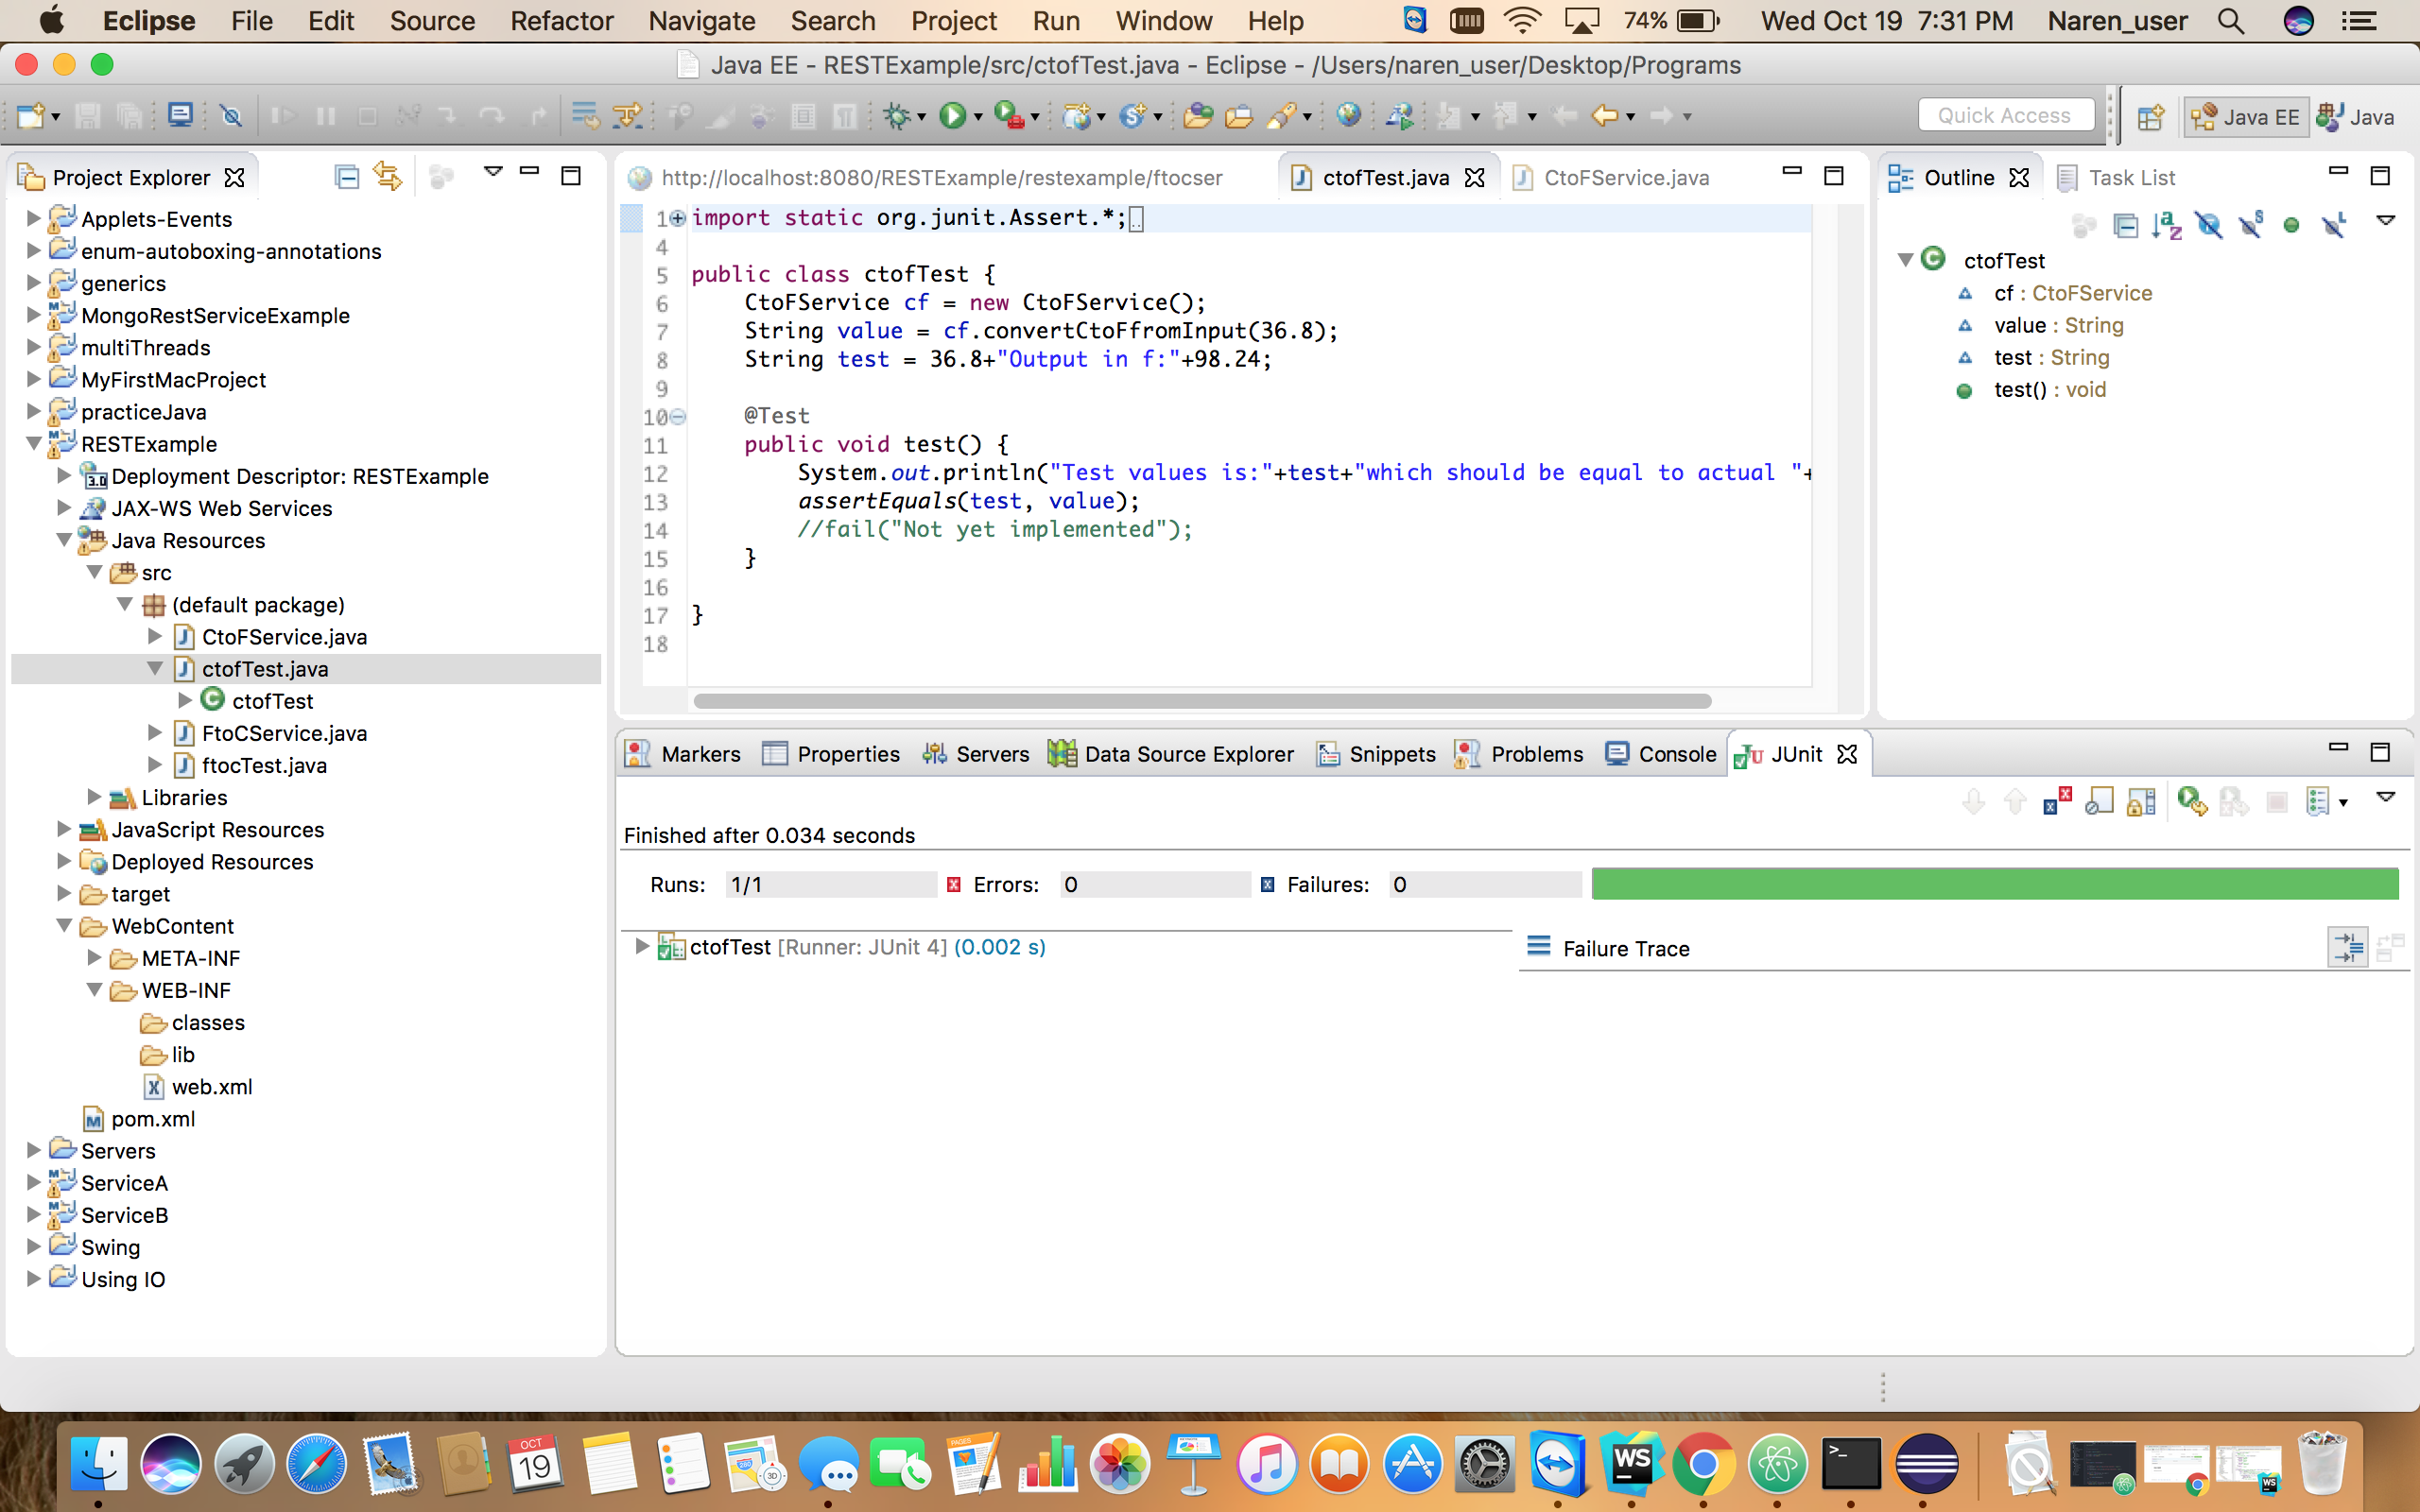 Eclipse File Edit Source Refactor Navigate Search Project Run Window Help 74% Wed Oct 19 7:31 PM Naren_user
Java EE - RESTExample/src/ctofTest.java - Eclipse - /Users/naren_user/Desktop/Programs
Quick Access Java EE Java
Project Explorer
Applets-Events
enum-autoboxing-annotations
generics
MongoRestServiceExample
multiThreads
MyFirstMacProject
practiceJava
RESTExample
Deployment Descriptor: RESTExample
JAX-WS Web Services
Java Resources
src
(default package)
CtoFService.java
ctofTest.java
ctofTest
FtoCService.java
ftocTest.java
Libraries
JavaScript Resources
Deployed Resources
target
WebContent
META-INF
WEB-INF
classes
lib
web.xml
pom.xml
Servers
ServiceA
ServiceB
Swing
Using IO
http://localhost:8080/RESTExample/restexample/ftocser ctofTest.java CtoFService.java
1 import static org.junit.Assert.*;
4
5 public class ctofTest {
6 CtoFService cf = new CtoFService();
7 String value = cf.convertCtoFfromInput(36.8);
8 String test = 36.8+"Output in f:"+98.24;
9
10 @Test
11 public void test() {
12 System.out.println("Test values is:"+test+"which should be equal to actual "+
13 assertEquals(test, value);
14 //fail("Not yet implemented");
15 }
16
17 }
18
Outline Task List
ctofTest
cf : CtoFService
value : String
test : String
test() : void
Markers Properties Servers Data Source Explorer Snippets Problems Console JUnit
Finished after 0.034 seconds
Runs: 1/1 Errors: 0 Failures: 0
ctofTest [Runner: JUnit 4] (0.002 s)
Failure Trace
OCT
19
PAGES
WS